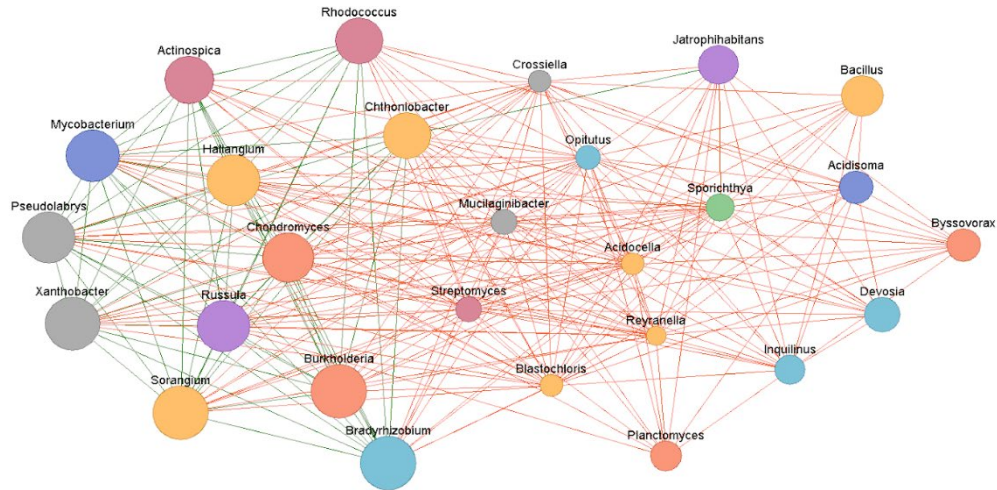 Rhodococcus
Actinospica
Crossiella
Jatrophihabitans
Bacillus
Chthoniobacter
Mycobacterium
Opitutus
Haliangium
Acidisoma
Sporichthya
Pseudolabrys
Mucilaginibacter
Chondromyces
Byssovorax
Acidocella
Xanthobacter
Russula
Streptomyces
Devosia
Reyranella
Inquilinus
Burkholderia
Blastochloris
Sorangium
Bradyrhizobium
Planctomyces